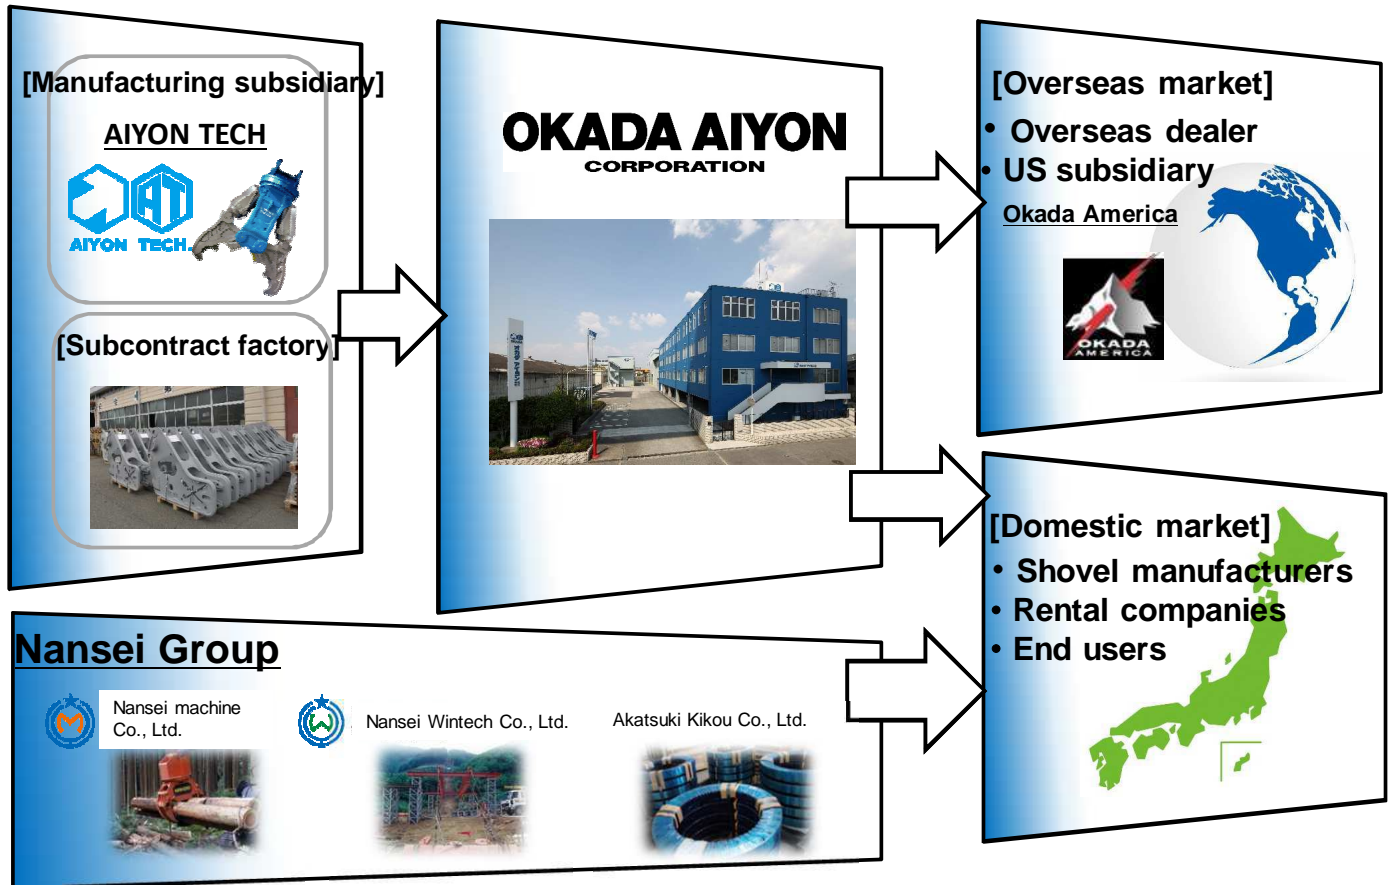 [Manufacturing subsidiary]
AIYON TECH
AT
AIYON TECH.
[Subcontract factory]
OKADA AIYON
CORPORATION
[Overseas market]
• Overseas dealer
• US subsidiary
Okada America
OKADA
AMERICA
[Domestic market]
• Shovel manufacturers
• Rental companies
• End users
Nansei Group
M
Nansei machine
Co., Ltd.
W
Nansei Wintech Co., Ltd.
Akatsuki Kikou Co., Ltd.